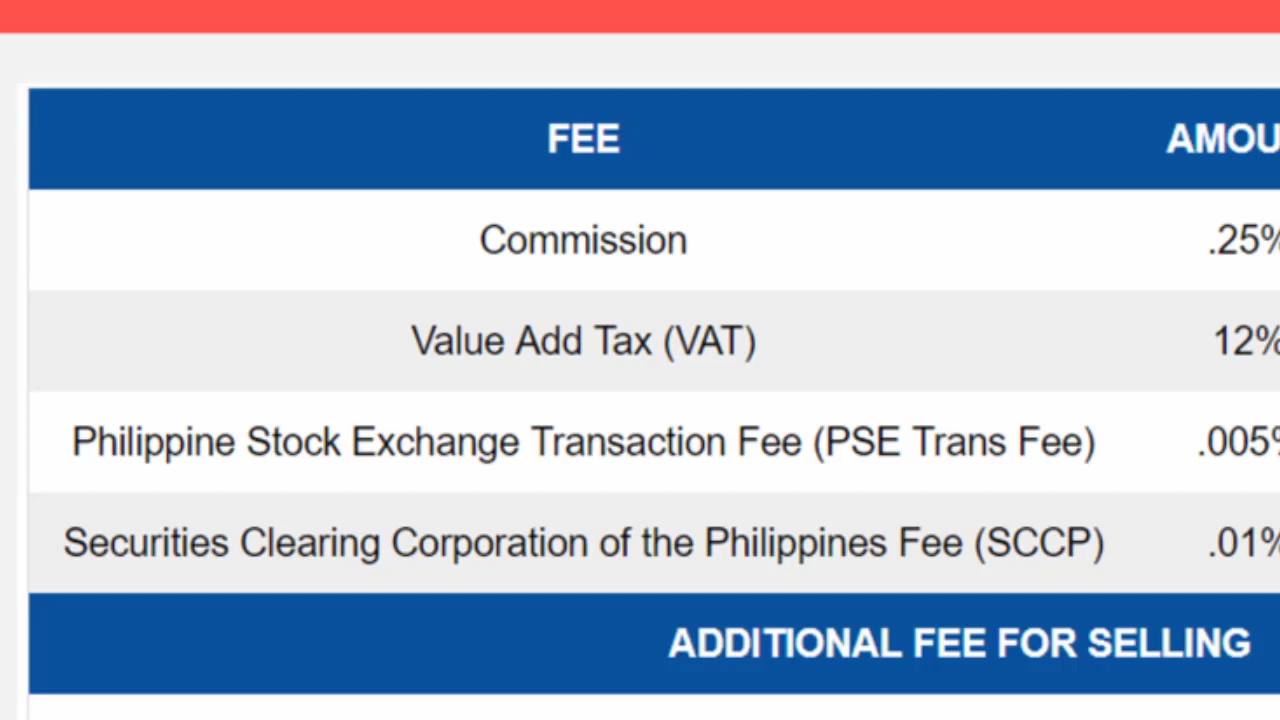 FEE AMOU
Commission .25%
Value Add Tax (VAT) 12%
Philippine Stock Exchange Transaction Fee (PSE Trans Fee) .005%
Securities Clearing Corporation of the Philippines Fee (SCCP) .01%
ADDITIONAL FEE FOR SELLING